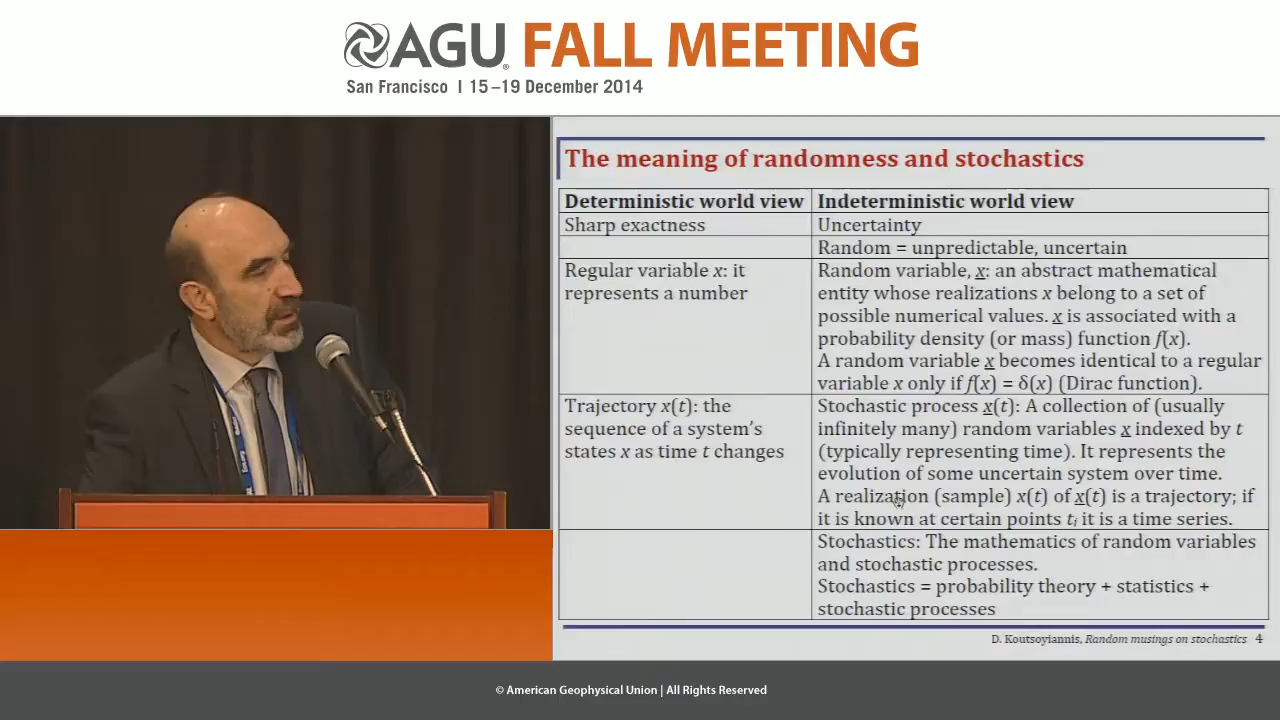 AGU FALL MEETING
San Francisco | 15–19 December 2014
The meaning of randomness and stochastics
Deterministic world view
Indeterministic world view
Sharp exactness
Uncertainty
Random = unpredictable, uncertain
Regular variable x: it
represents a number
Random variable, x: an abstract mathematical
entity whose realizations x belong to a set of
possible numerical values. x is associated with a
probability density (or mass) function f(x).
A random variable x becomes identical to a regular
variable x only if f(x) = δ(x) (Dirac function).
Trajectory x(t): the
sequence of a system's
states x as time t changes
Stochastic process x(t): A collection of (usually
infinitely many) random variables x indexed by t
(typically representing time). It represents the
evolution of some uncertain system over time.
A realization (sample) x(t) of x(t) is a trajectory; if
it is known at certain points ti it is a time series.
Stochastics: The mathematics of random variables
and stochastic processes.
Stochastics = probability theory + statistics +
stochastic processes
D. Koutsoyiannis, Random musings on stochastics 4
© American Geophysical Union | All Rights Reserved